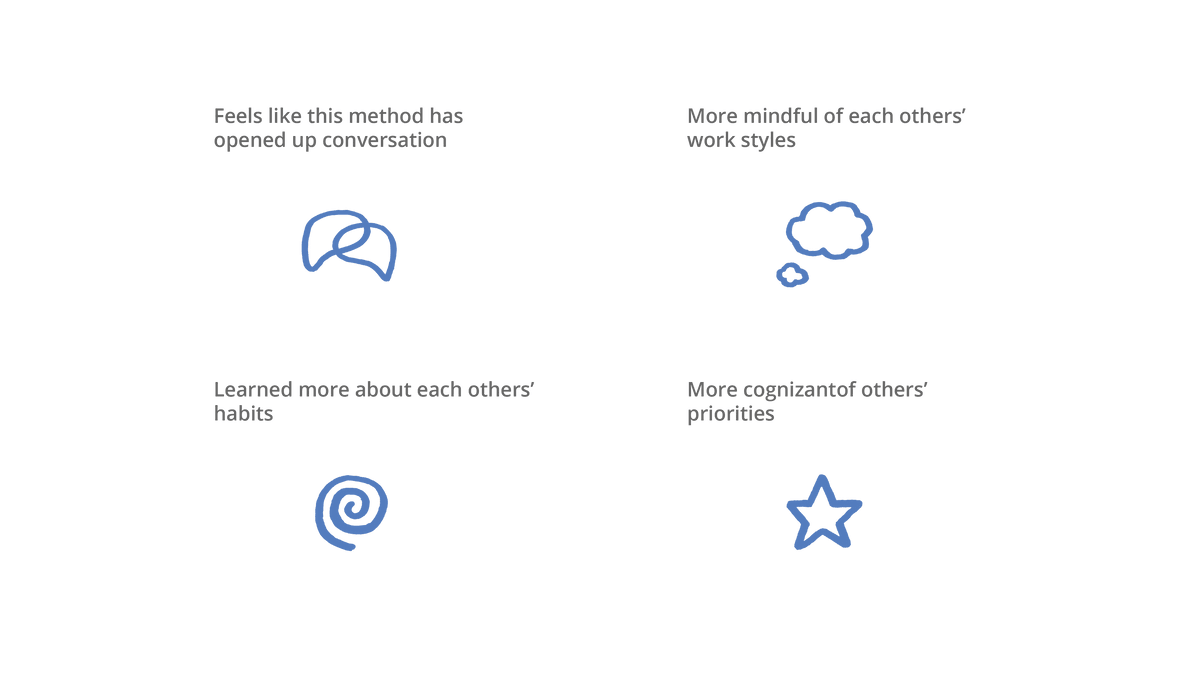 Feels like this method has
opened up conversation
More mindful of each others’
work styles
Learned more about each others’
habits
More cognizantof others’
priorities